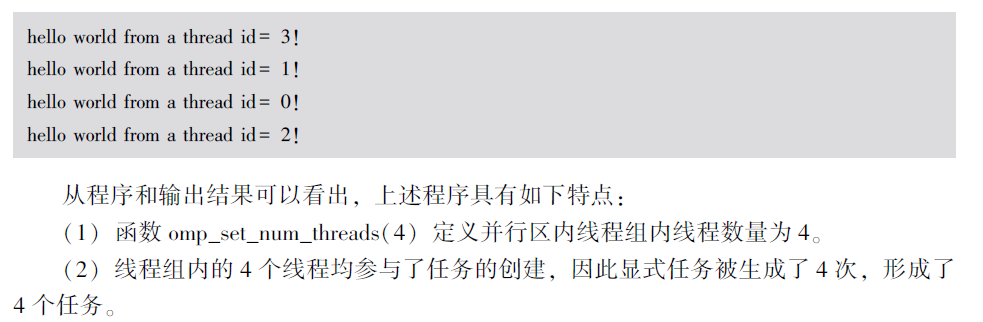 hello world from a thread id= 3!
hello world from a thread id= 1!
hello world from a thread id= 0!
hello world from a thread id= 2!
从程序和输出结果可以看出，上述程序具有如下特点：
（1）函数 omp_set_num_threads(4) 定义并行区内线程组内线程数量为 4。
（2）线程组内的 4 个线程均参与了任务的创建，因此显式任务被生成了 4 次，形成了
4 个任务。